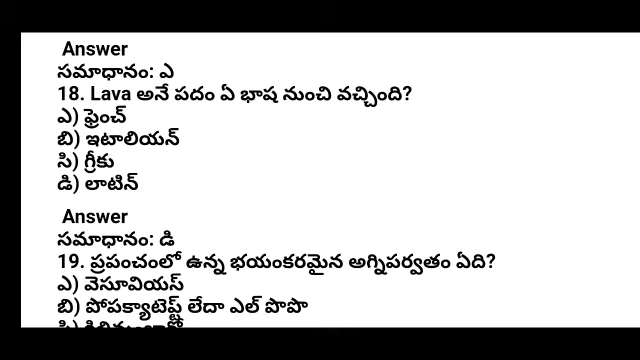 Answer
సమాధానం: ఎ
18. Lava అనే పదం ఏ భాష నుంచి వచ్చింది?
ఎ) ఫ్రెంచ్
బి) ఇటాలియన్
సి) గ్రీకు
డి) లాటిన్
Answer
సమాధానం: డి
19. ప్రపంచంలో ఉన్న భయంకరమైన అగ్నిపర్వతం ఏది?
ఎ) వెసూవియస్
బి) పోపక్యాటెప్ట్ లేదా ఎల్ పొపొ